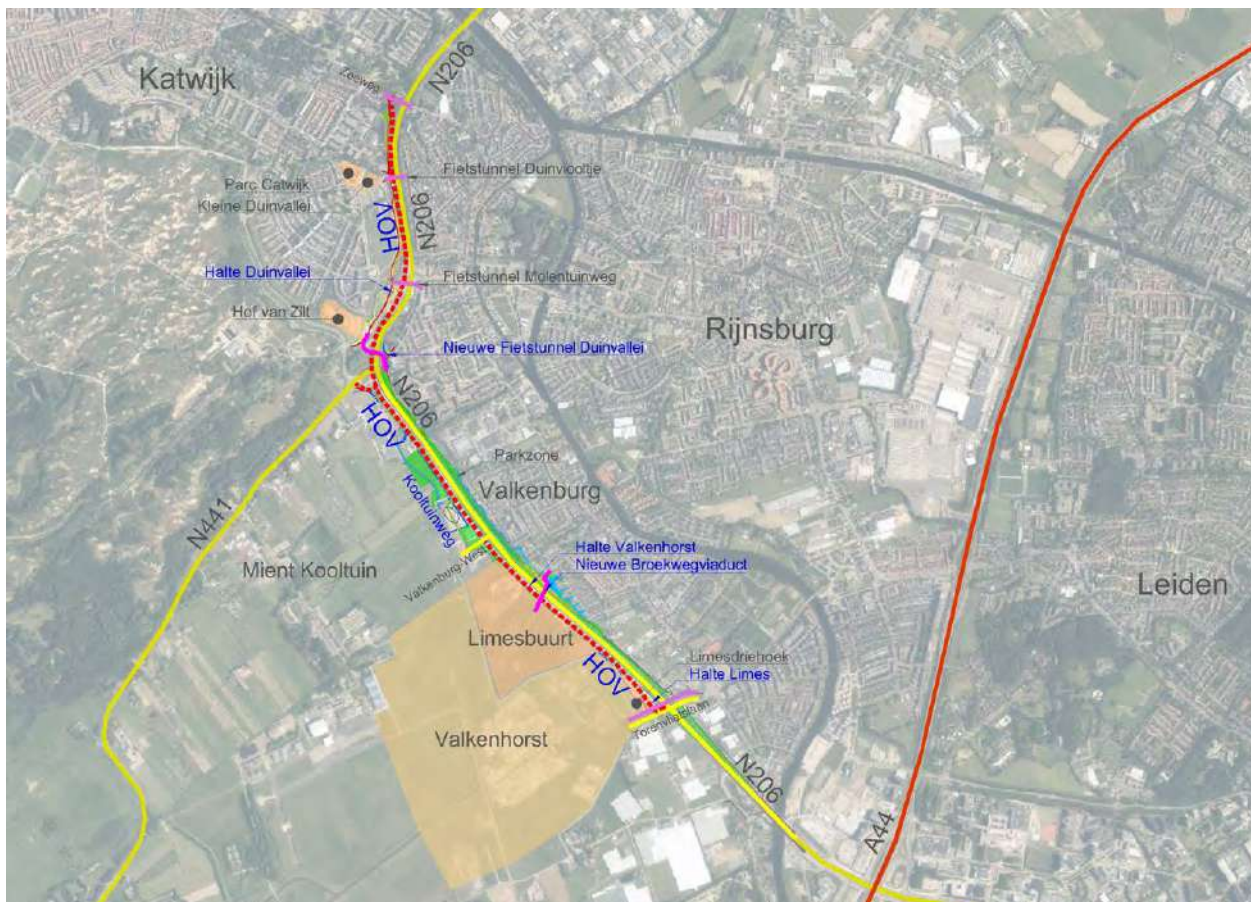 Katwijk
Zeeweg
N206
Fietstunnel Duinvlootje
Parc Catwijk
Kleine Duinvallei
HOV
N206
Halte Duinvallei
Fietstunnel Molentuinweg
Hof van Zilt
Rijnsburg
Nieuwe Fietstunnel Duinvallei
N206
HOV
Parkzone
Valkenburg
Kooltuinweg
N441
Halte Valkenhorst
Nieuwe Broekwegviaduct
Valkenburg-West
Mient Kooltuin
Leiden
Limesbuurt
HOV
Limesdriehoek
Halte Limes
Torenvlietslaan
Valkenhorst
N206
A44